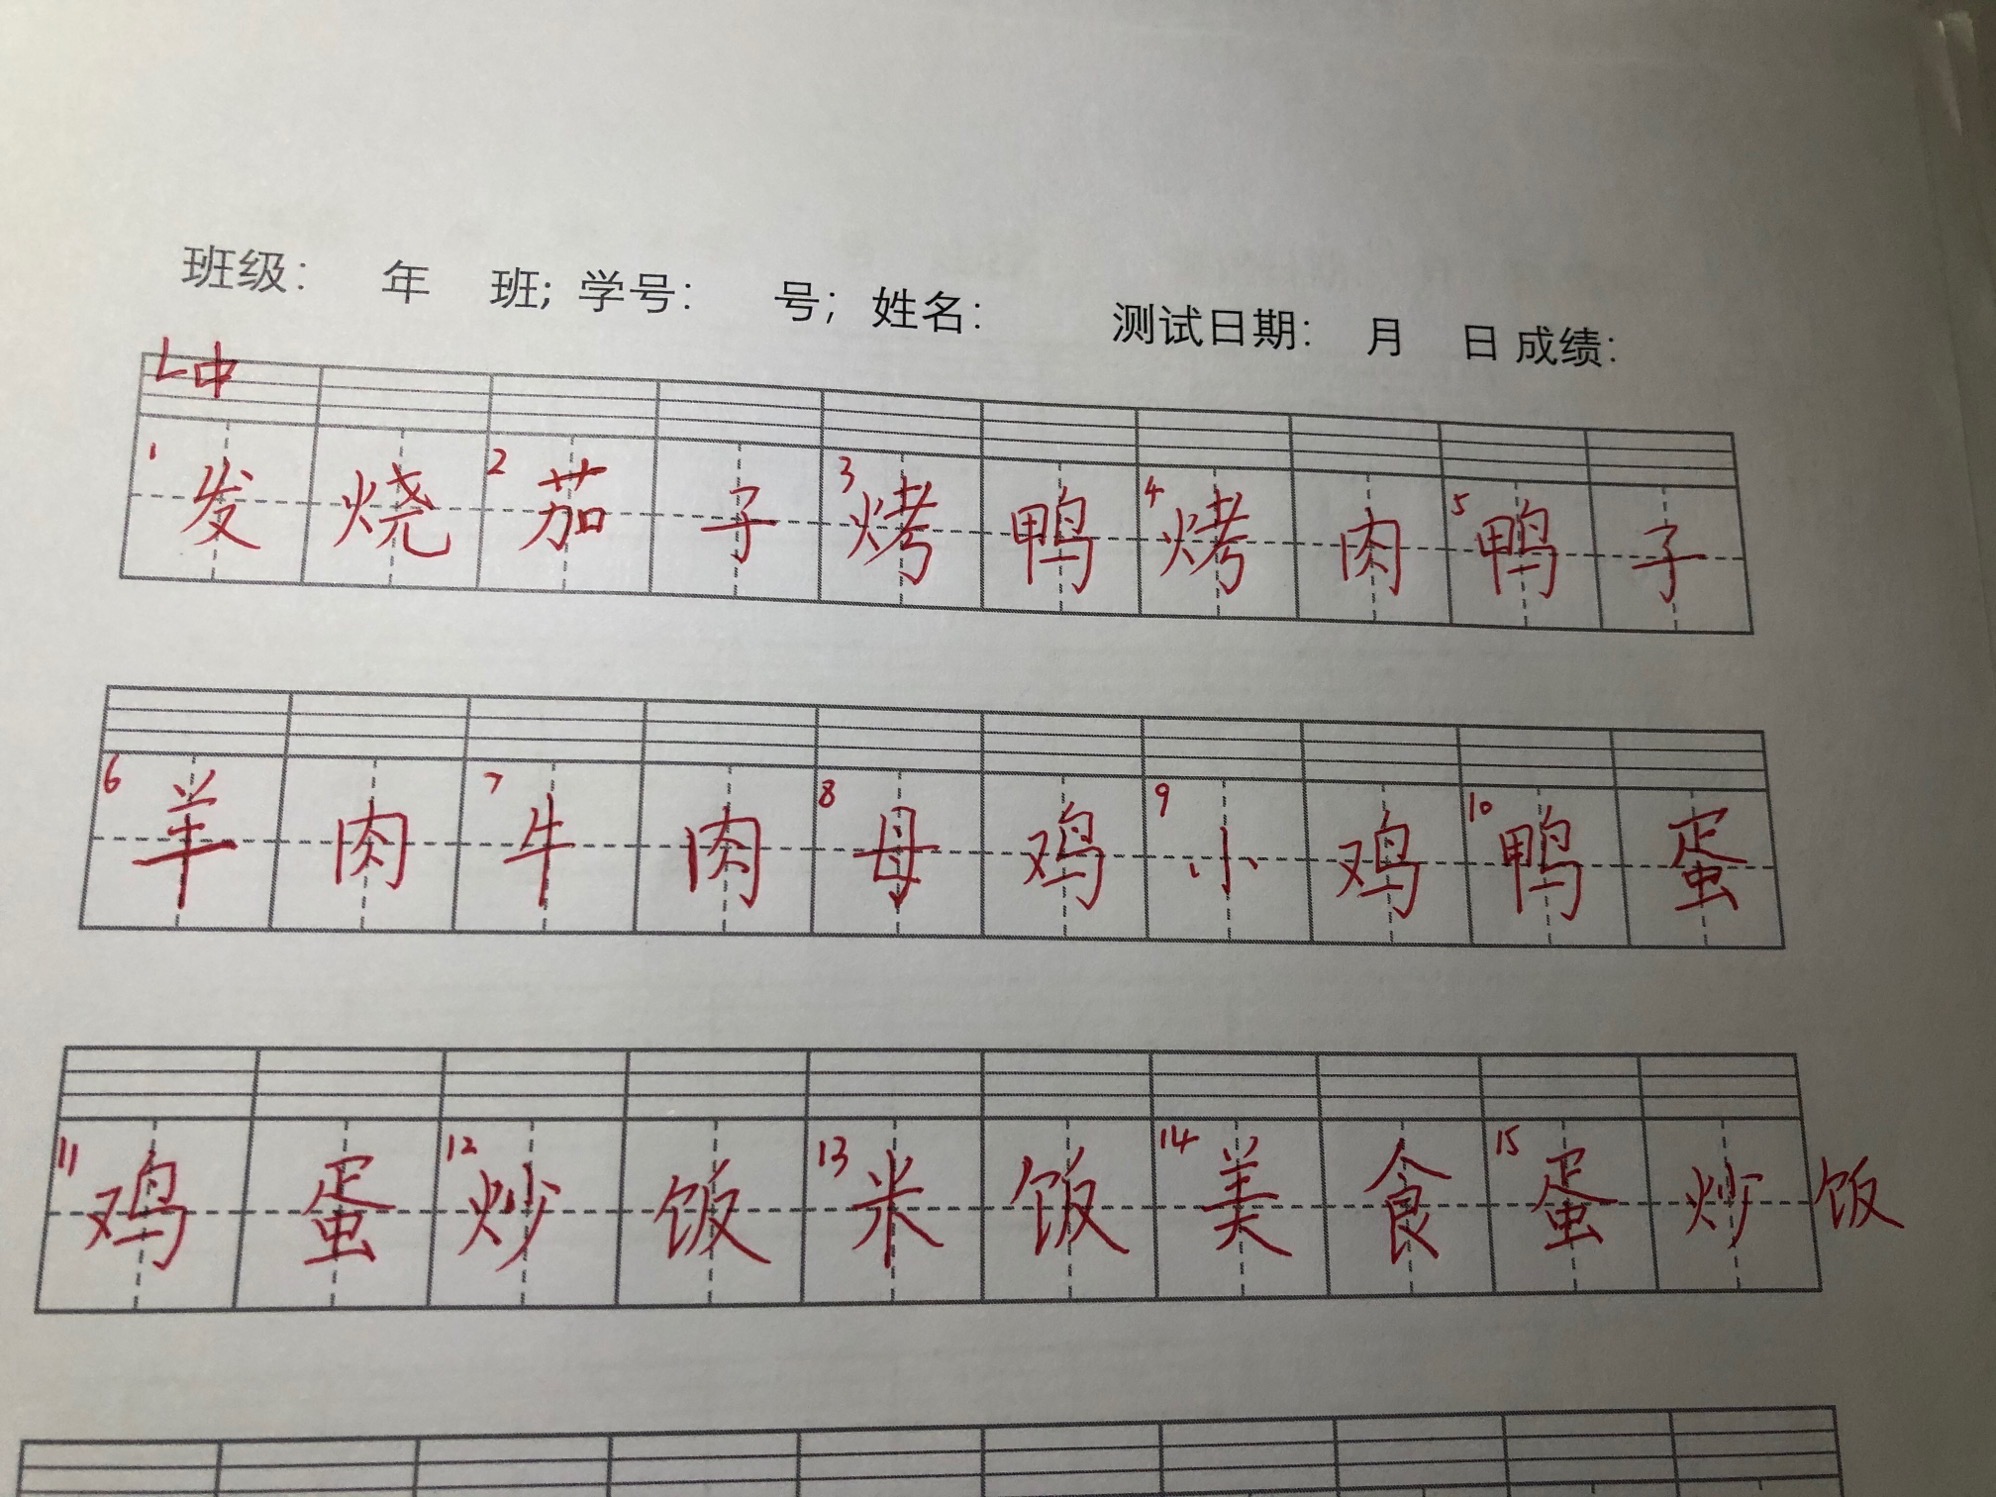 班级： 年 班；学号： 号；姓名： 测试日期： 月 日 成绩：
L中
1 发烧 2 茄子 3 烤鸭 4 烤肉 5 鸭子
6 羊肉 7 牛肉 8 母鸡 9 小鸡 10 鸭蛋
11 鸡蛋 12 炒饭 13 米饭 14 美食 15 蛋炒饭